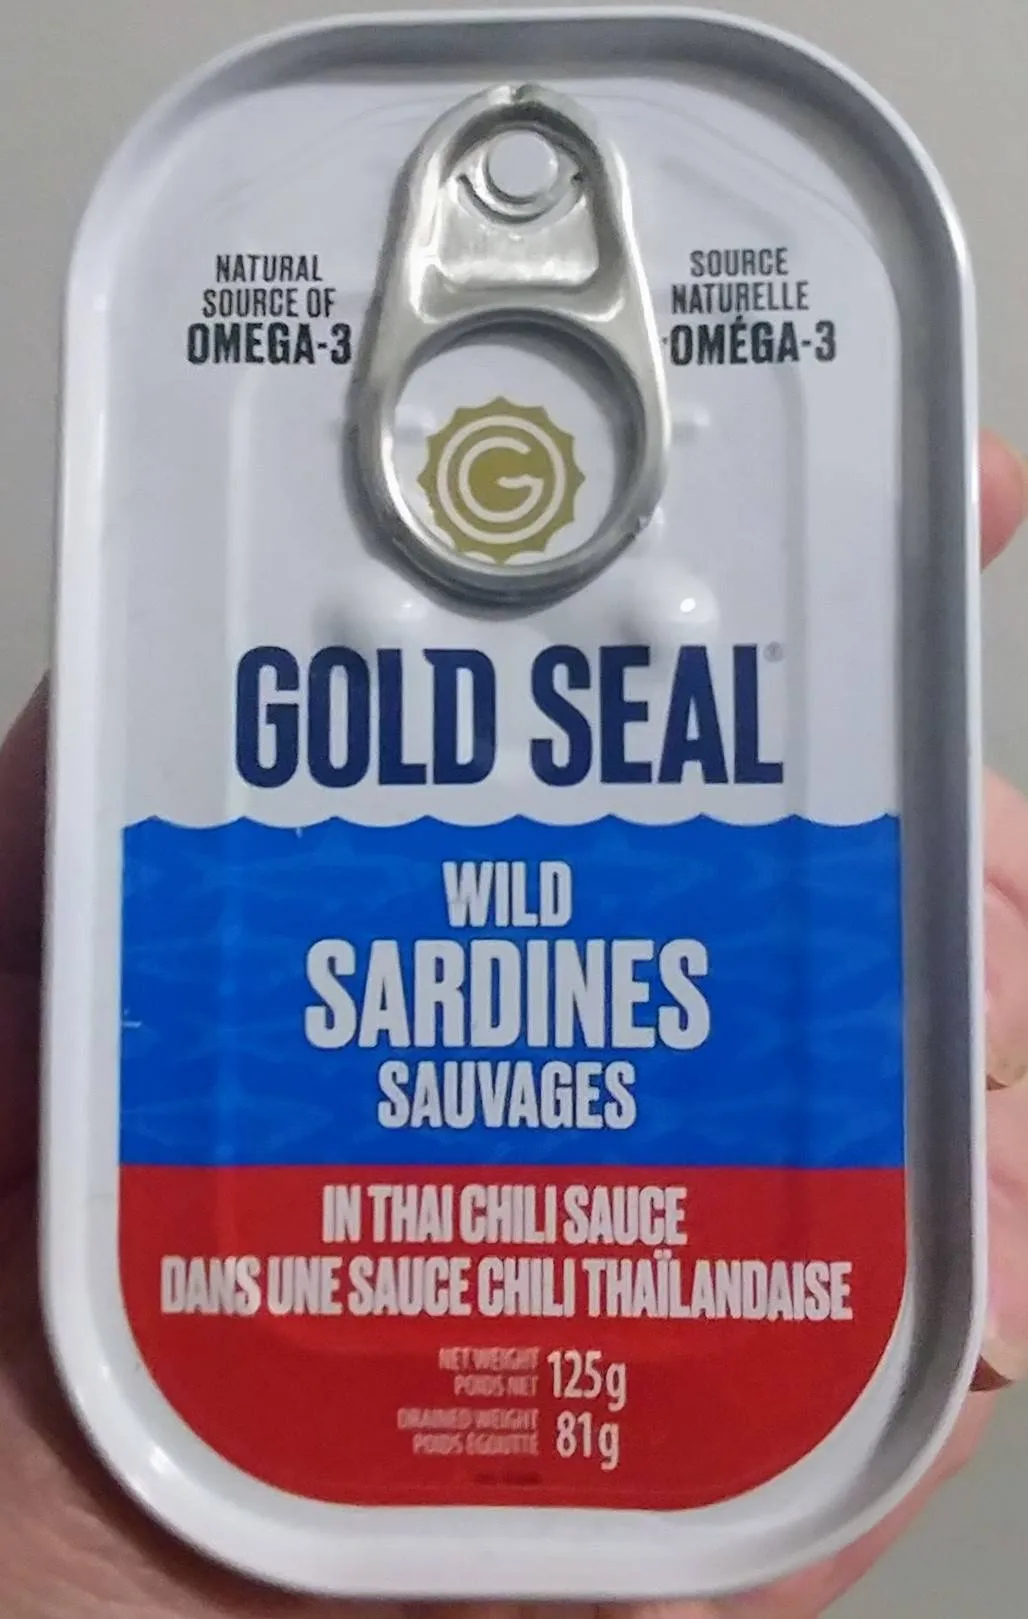 NATURAL
SOURCE OF
OMEGA-3
SOURCE
NATURELLE
OMÉGA-3
G
GOLD SEAL®
WILD
SARDINES
SAUVAGES
IN THAI CHILI SAUCE
DANS UNE SAUCE CHILI THAÏLANDAISE
NET WEIGHT
POIDS NET 125g
DRAINED WEIGHT
POIDS ÉGOUTTÉ 81g